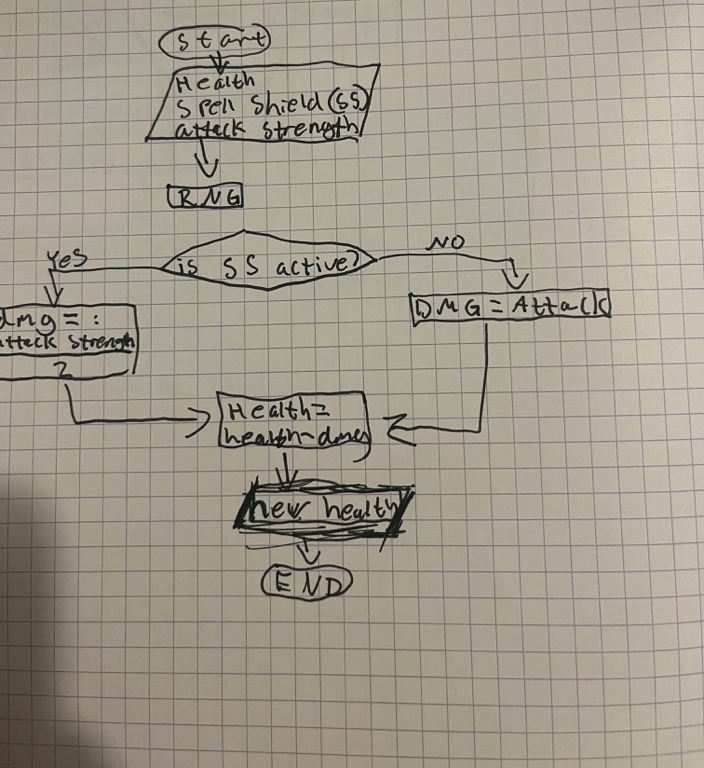 Start
Health
Spell Shield (SS)
attack strength
RNG
is SS active?
Yes
NO
dmg = :
attack strength
2
DMG = Attack
Health=
health-dmg
new health
END